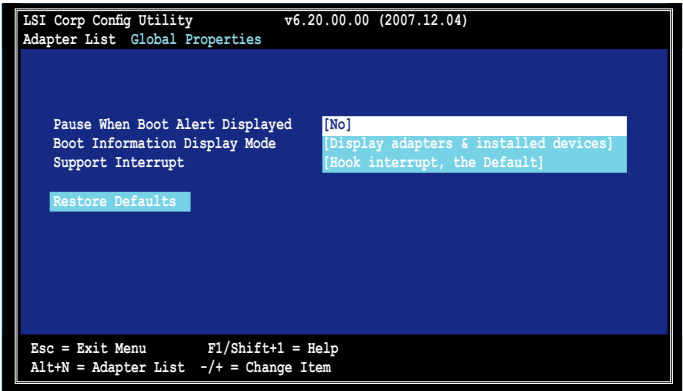 LSI Corp Config Utility v6.20.00.00 (2007.12.04)
Adapter List Global Properties
Pause When Boot Alert Displayed [No]
Boot Information Display Mode [Display adapters & installed devices]
Support Interrupt [Hook interrupt, the Default]
Restore Defaults
Esc = Exit Menu F1/Shift+1 = Help
Alt+N = Adapter List -/+ = Change Item